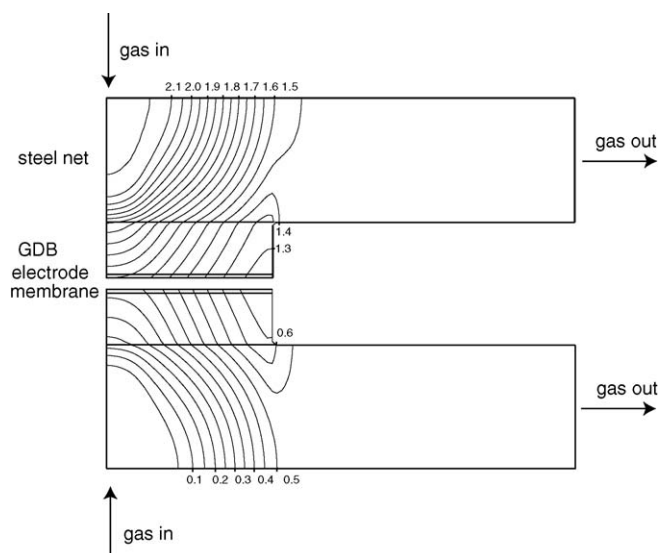 gas in
2.1 2.0 1.9 1.8 1.7 1.6 1.5
steel net
gas out
1.4
GDB
1.3
electrode
membrane
0.6
gas out
0.1 0.2 0.3 0.4 0.5
gas in